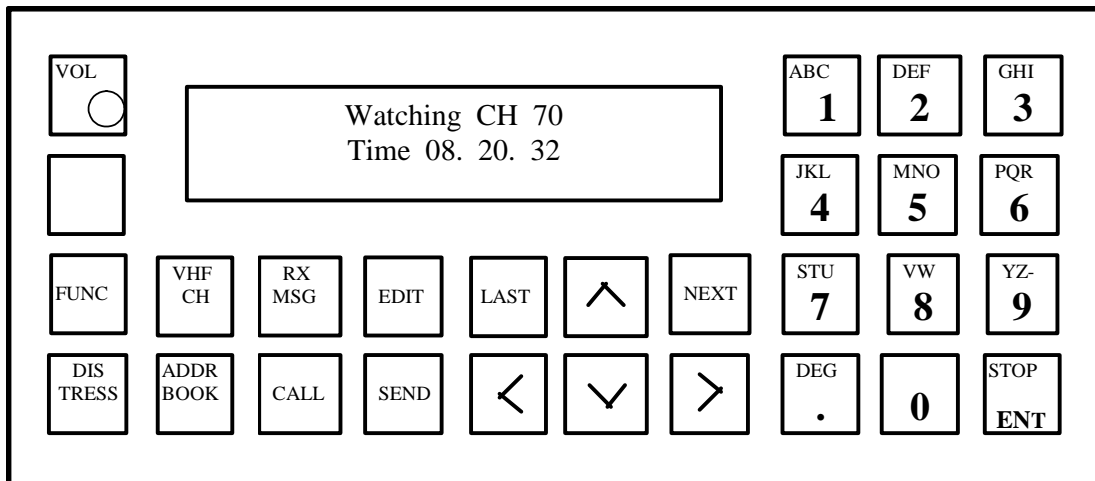 VOL
Watching CH 70
Time 08. 20. 32
ABC
1
DEF
2
GHI
3
JKL
4
MNO
5
PQR
6
FUNC
VHF
CH
RX
MSG
EDIT
LAST
NEXT
STU
7
VW
8
YZ-
9
DIS
TRESS
ADDR
BOOK
CALL
SEND
DEG
.
0
STOP
ENT